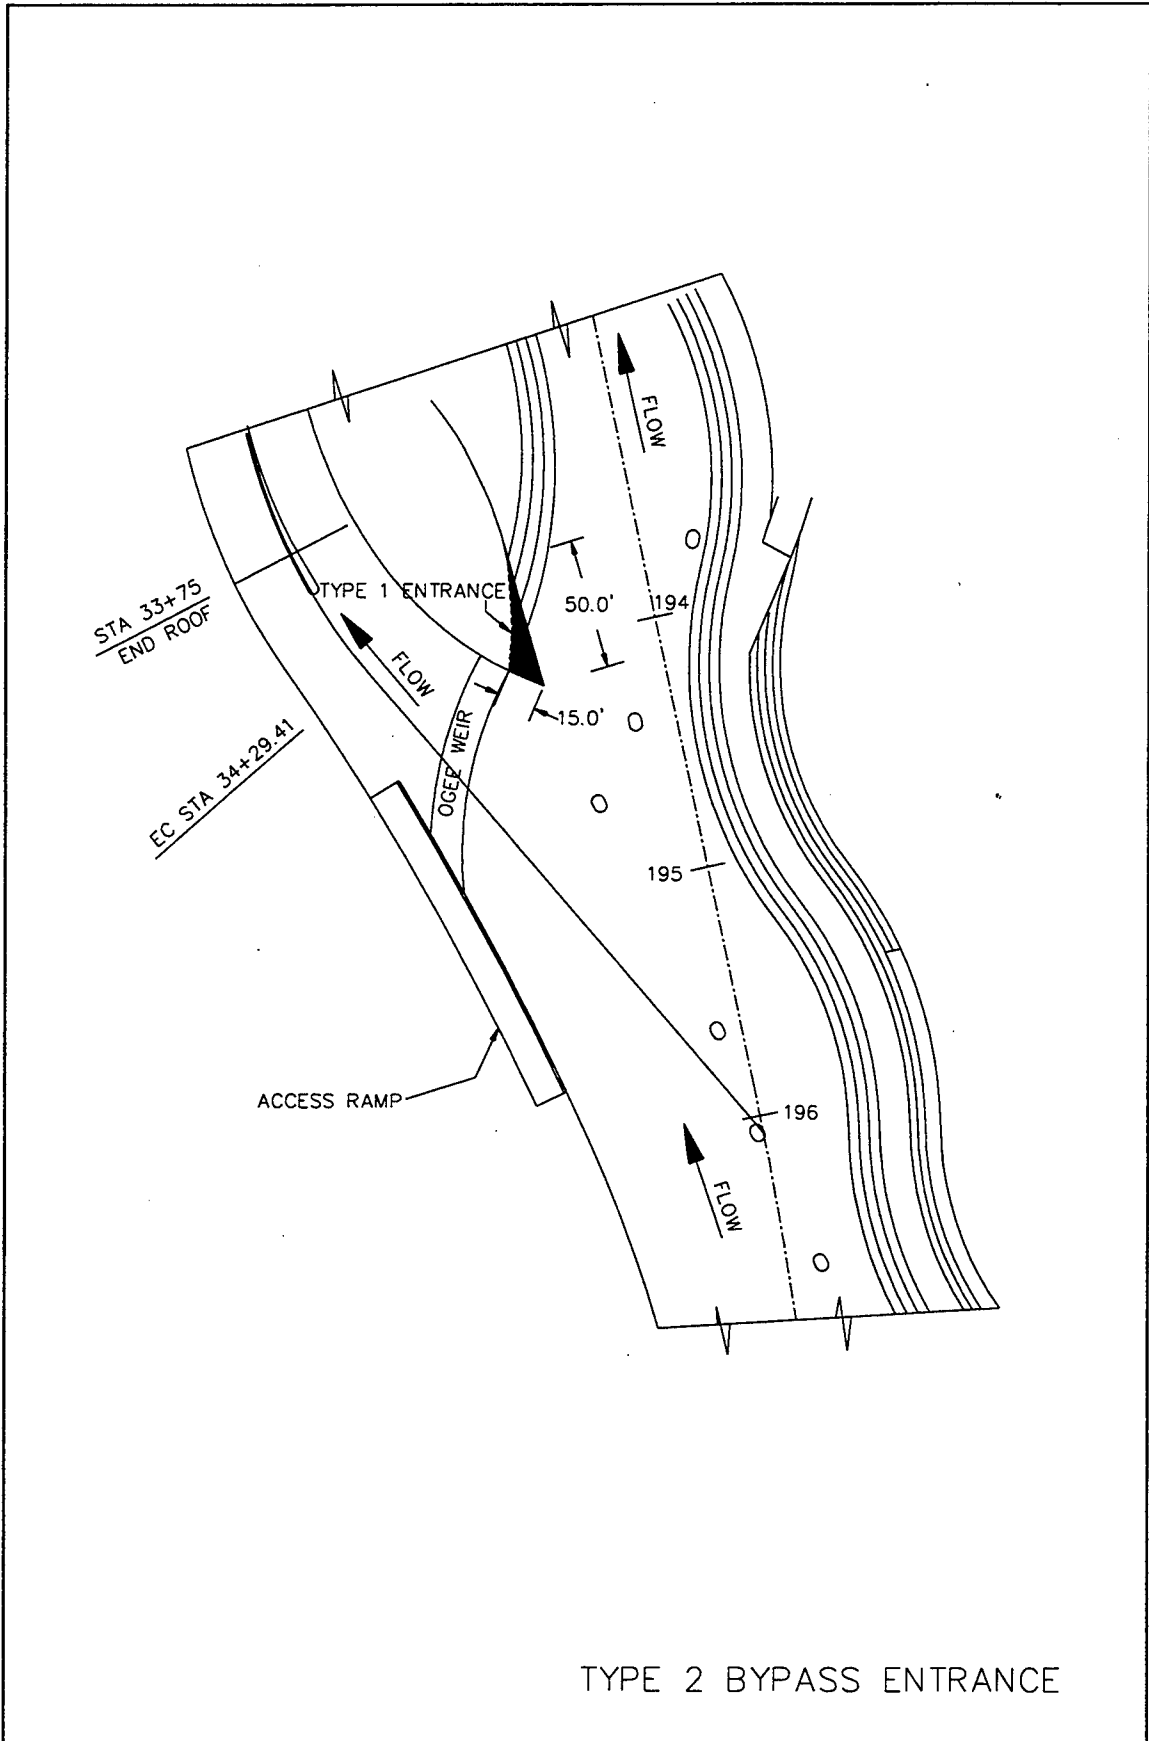 FLOW
STA 33+75
END ROOF
TYPE 1 ENTRANCE
50.0'
194
FLOW
15.0'
OGEE WEIR
EC STA 34+29.41
195
ACCESS RAMP
196
FLOW
TYPE 2 BYPASS ENTRANCE